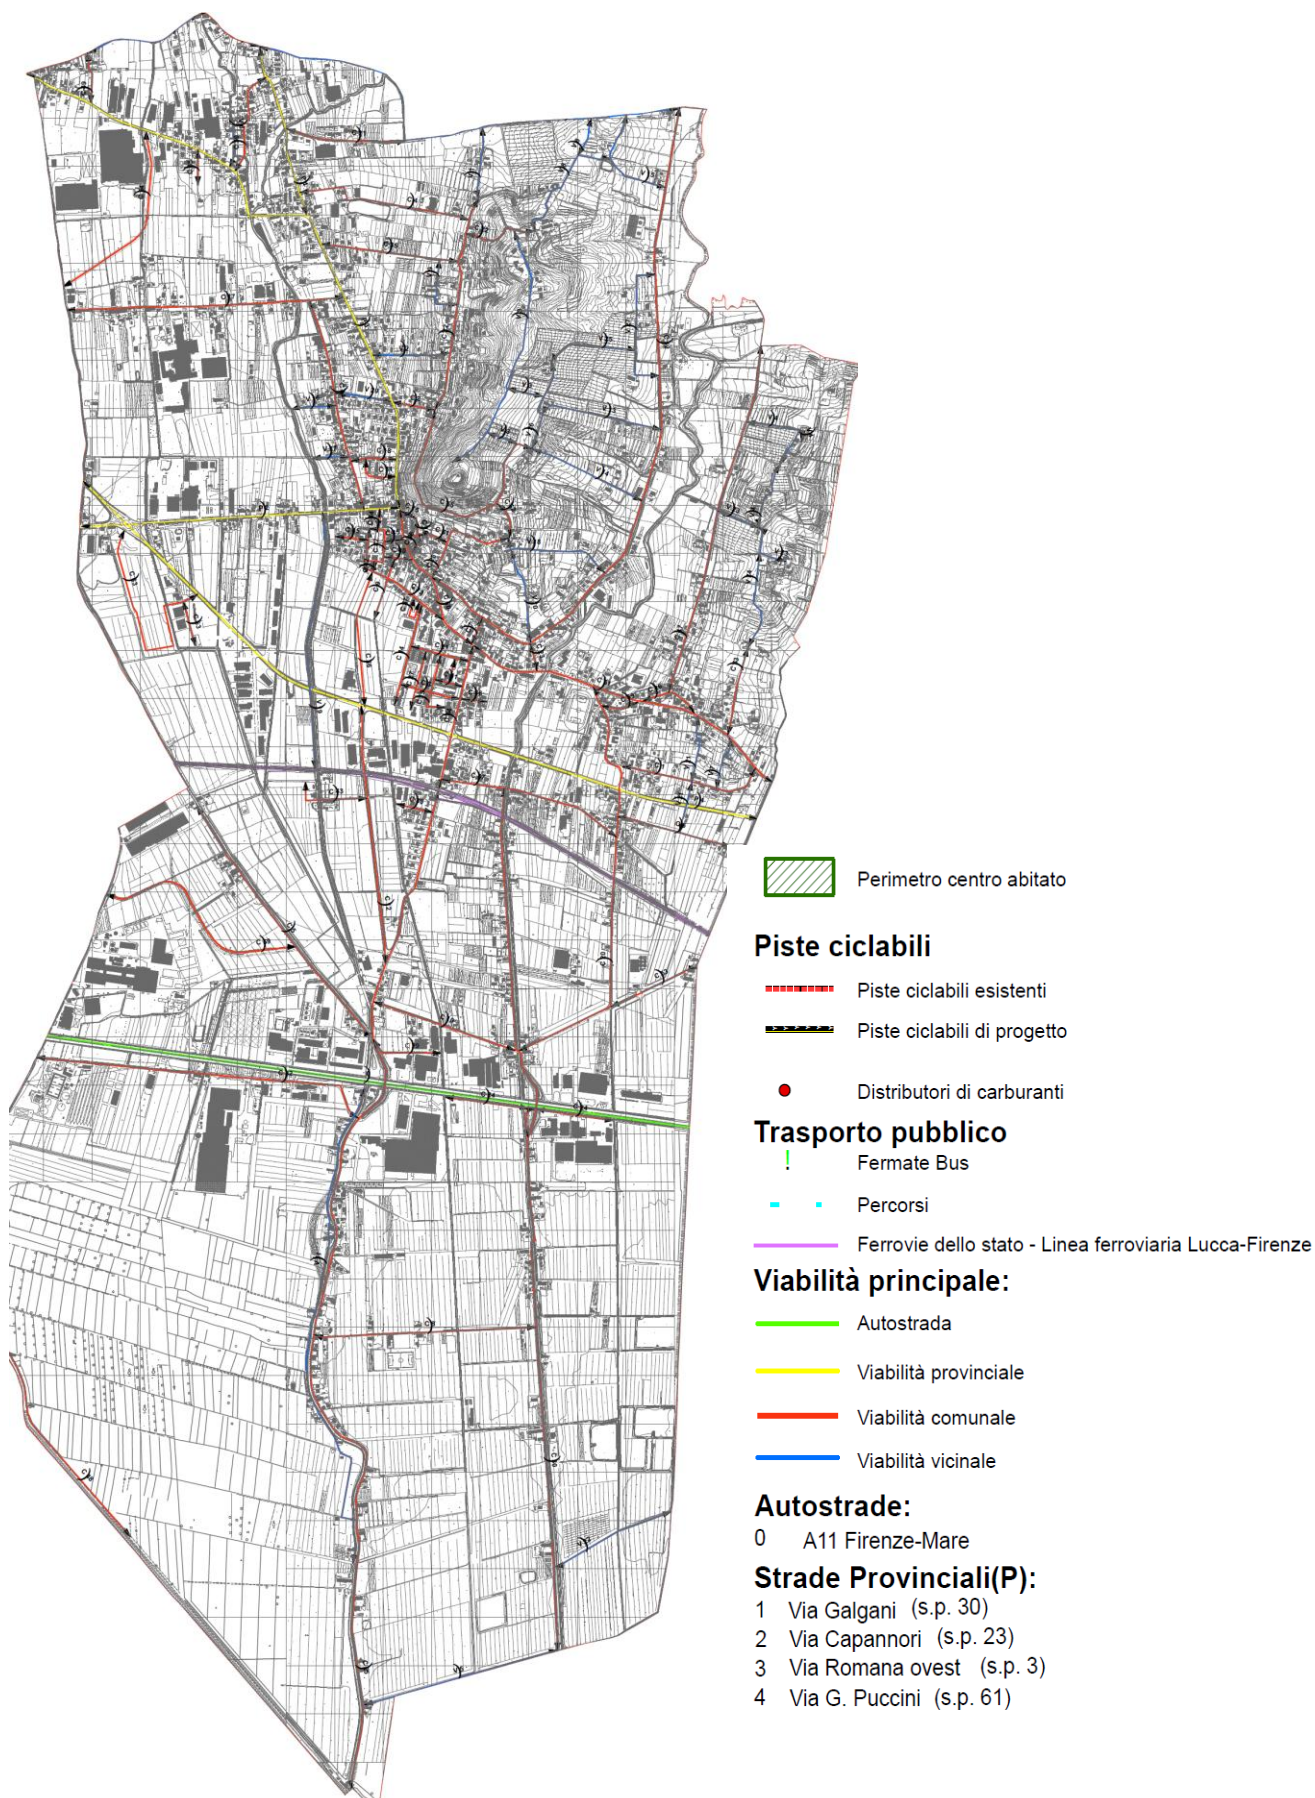 Perimetro centro abitato
Piste ciclabili
Piste ciclabili esistenti
Piste ciclabili di progetto
Distributori di carburanti
Trasporto pubblico
! Fermate Bus
Percorsi
Ferrovie dello stato - Linea ferroviaria Lucca-Firenze
Viabilità principale:
Autostrada
Viabilità provinciale
Viabilità comunale
Viabilità vicinale
Autostrade:
0 A11 Firenze-Mare
Strade Provinciali(P):
1 Via Galgani (s.p. 30)
2 Via Capannori (s.p. 23)
3 Via Romana ovest (s.p. 3)
4 Via G. Puccini (s.p. 61)